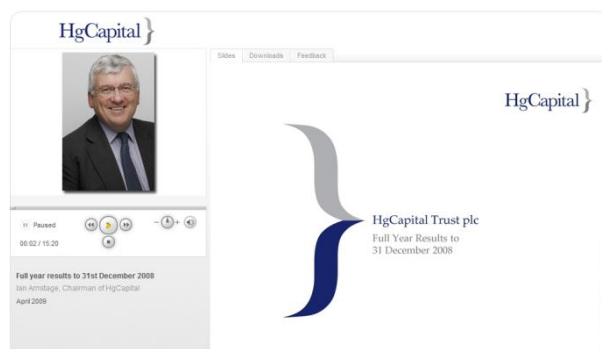 HgCapital}
Slides Downloads Feedback
HgCapital}
Paused
00:02 / 15:20
HgCapital Trust plc
Full Year Results to
31 December 2008
Full year results to 31st December 2008
Ian Armitage, Chairman of HgCapital
April 2009